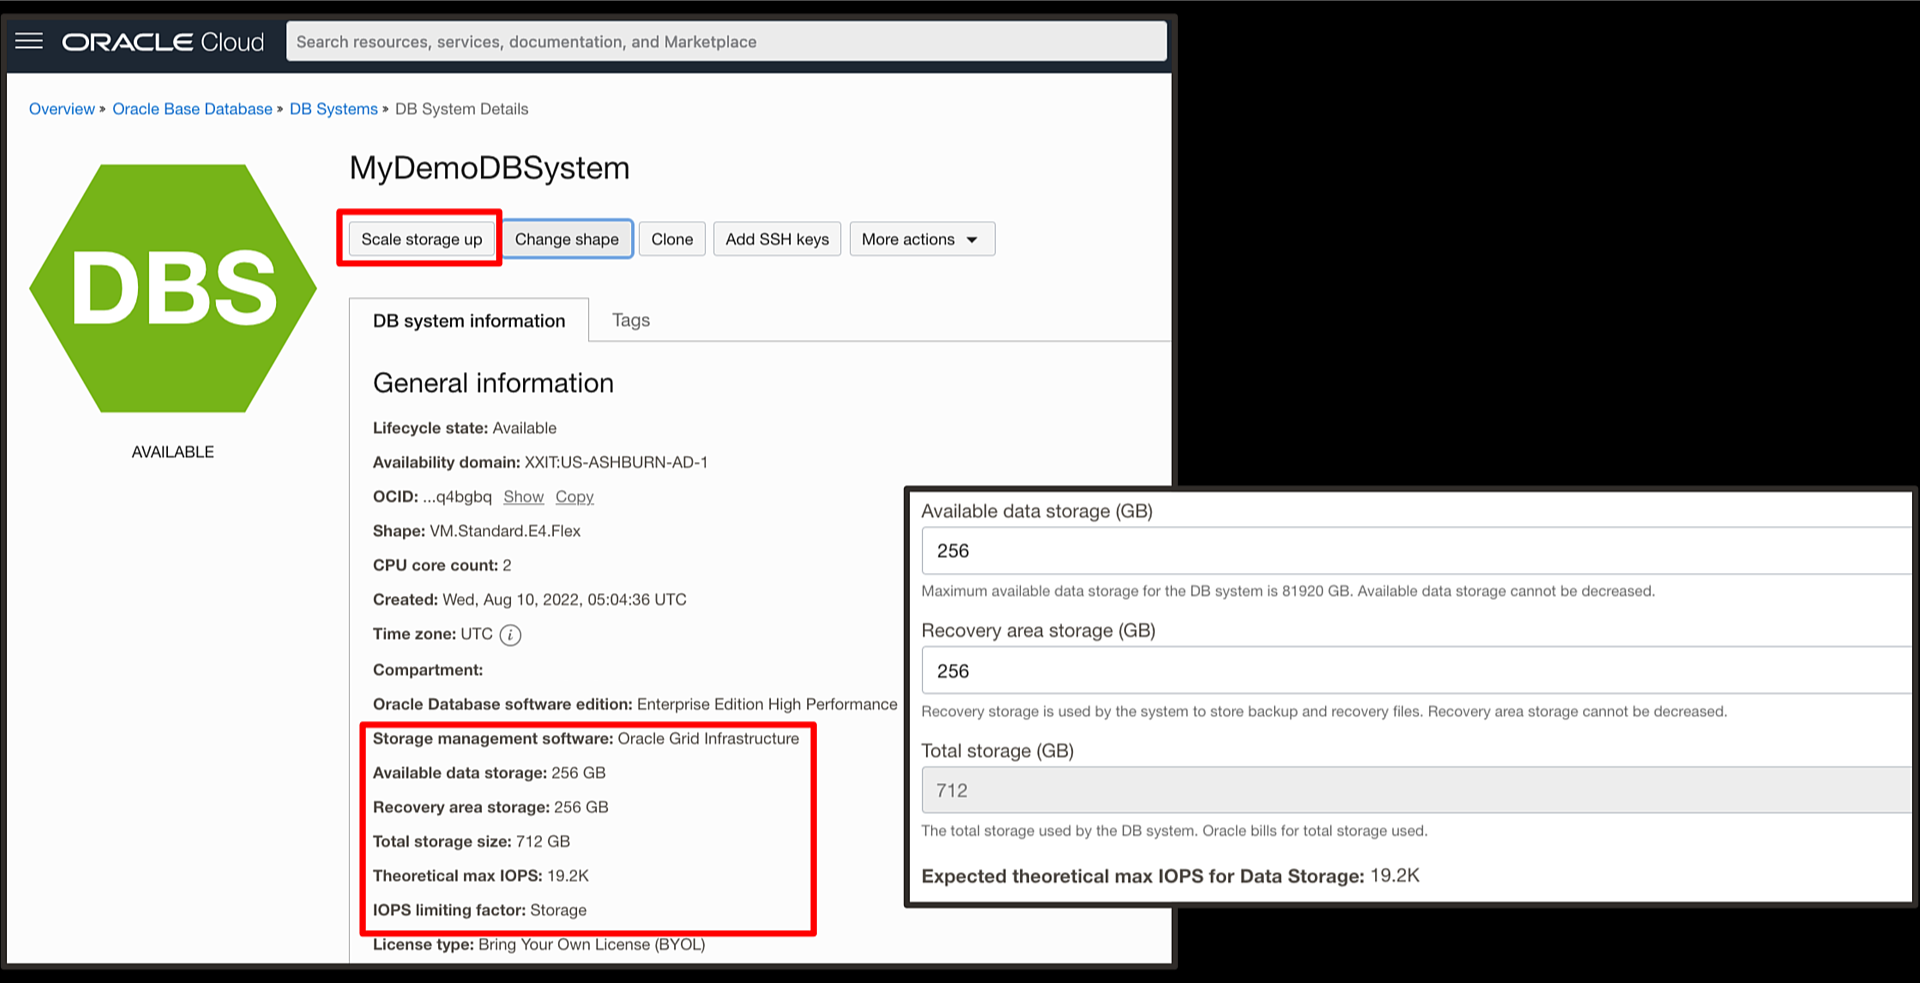 ORACLE Cloud
Search resources, services, documentation, and Marketplace
Overview » Oracle Base Database » DB Systems » DB System Details
DBS
AVAILABLE
MyDemoDBSystem
Scale storage up
Change shape
Clone
Add SSH keys
More actions
DB system information
Tags
General information
Lifecycle state: Available
Availability domain: XXIT:US-ASHBURN-AD-1
OCID: ...q4bgbq Show Copy
Shape: VM.Standard.E4.Flex
CPU core count: 2
Created: Wed, Aug 10, 2022, 05:04:36 UTC
Time zone: UTC i
Compartment:
Oracle Database software edition: Enterprise Edition High Performance
Storage management software: Oracle Grid Infrastructure
Available data storage: 256 GB
Recovery area storage: 256 GB
Total storage size: 712 GB
Theoretical max IOPS: 19.2K
IOPS limiting factor: Storage
License type: Bring Your Own License (BYOL)
Available data storage (GB)
256
Maximum available data storage for the DB system is 81920 GB. Available data storage cannot be decreased.
Recovery area storage (GB)
256
Recovery storage is used by the system to store backup and recovery files. Recovery area storage cannot be decreased.
Total storage (GB)
712
The total storage used by the DB system. Oracle bills for total storage used.
Expected theoretical max IOPS for Data Storage: 19.2K